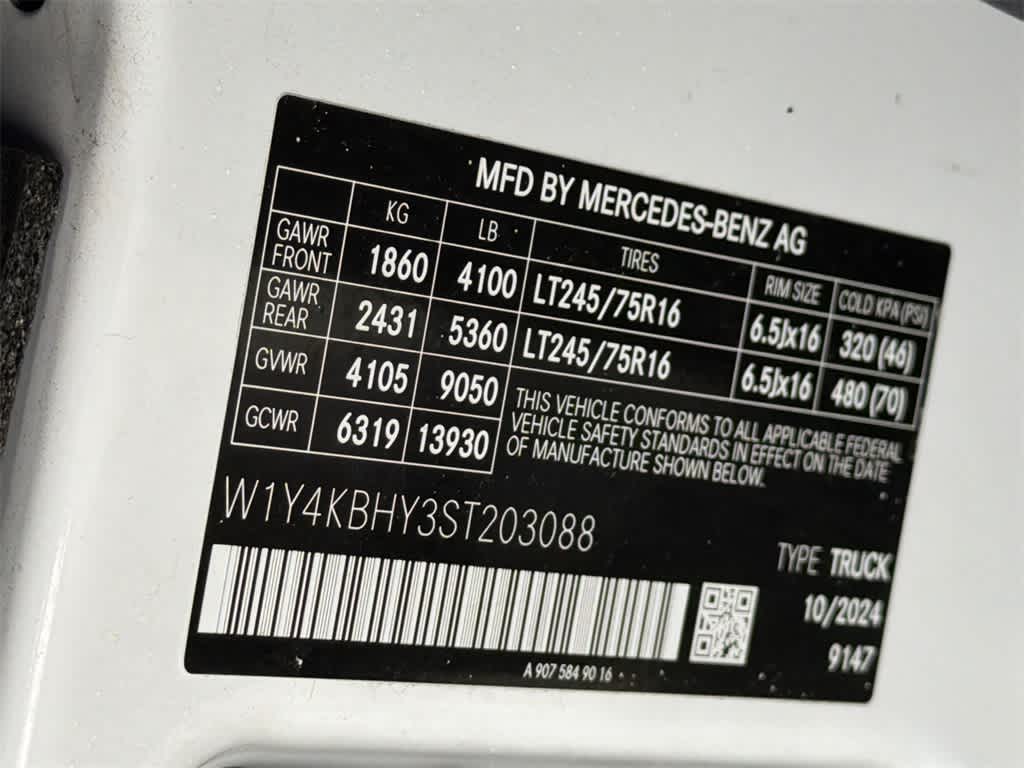 MFD BY MERCEDES-BENZ AG
KG LB TIRES RIM SIZE COLD KPA (PSI)
GAWR FRONT 1860 4100 LT245/75R16 6.5Jx16 320 (46)
GAWR REAR 2431 5360 LT245/75R16 6.5Jx16 480 (70)
GVWR 4105 9050
GCWR 6319 13930
THIS VEHICLE CONFORMS TO ALL APPLICABLE FEDERAL
VEHICLE SAFETY STANDARDS IN EFFECT ON THE DATE
OF MANUFACTURE SHOWN BELOW.
W1Y4KBHY3ST203088
TYPE TRUCK
10/2024
9147
A 907 584 90 16